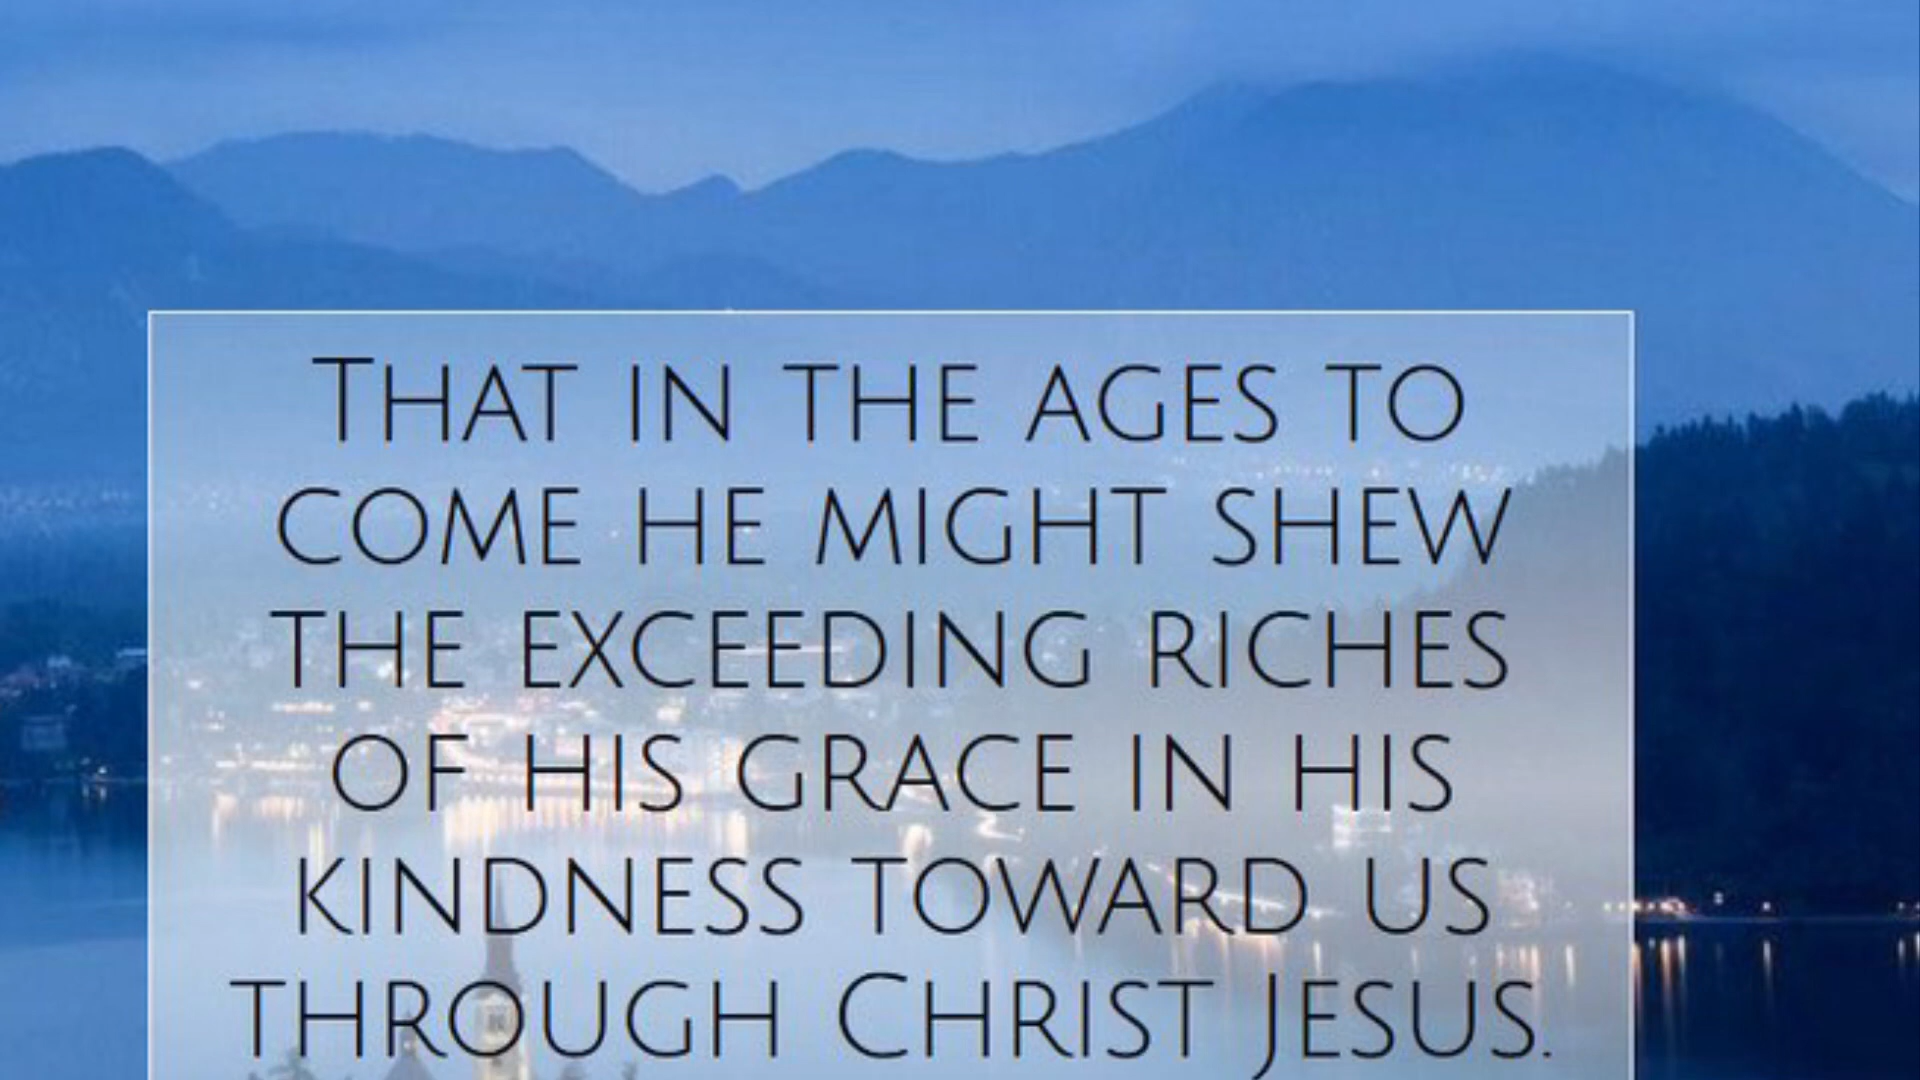 That in the ages to
come he might shew
the exceeding riches
of his grace in his
kindness toward us
through Christ Jesus.